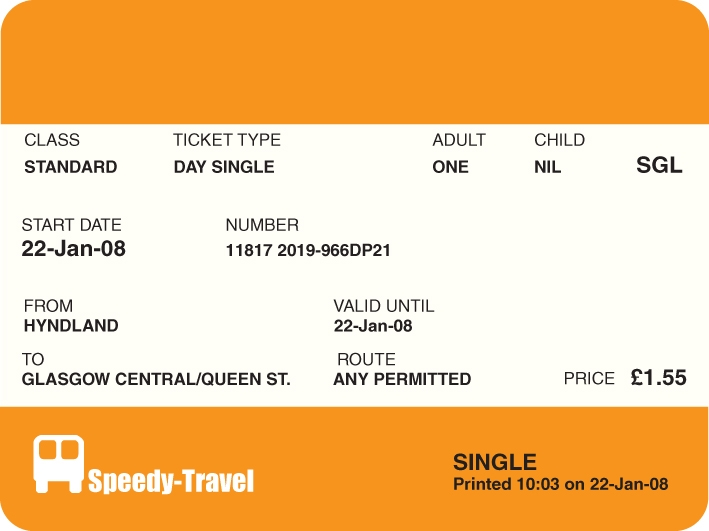 CLASS TICKET TYPE ADULT CHILD
STANDARD DAY SINGLE ONE NIL SGL
START DATE NUMBER
22-Jan-08 11817 2019-966DP21
FROM VALID UNTIL
HYNDLAND 22-Jan-08
TO ROUTE
GLASGOW CENTRAL/QUEEN ST. ANY PERMITTED PRICE £1.55
Speedy-Travel
SINGLE
Printed 10:03 on 22-Jan-08